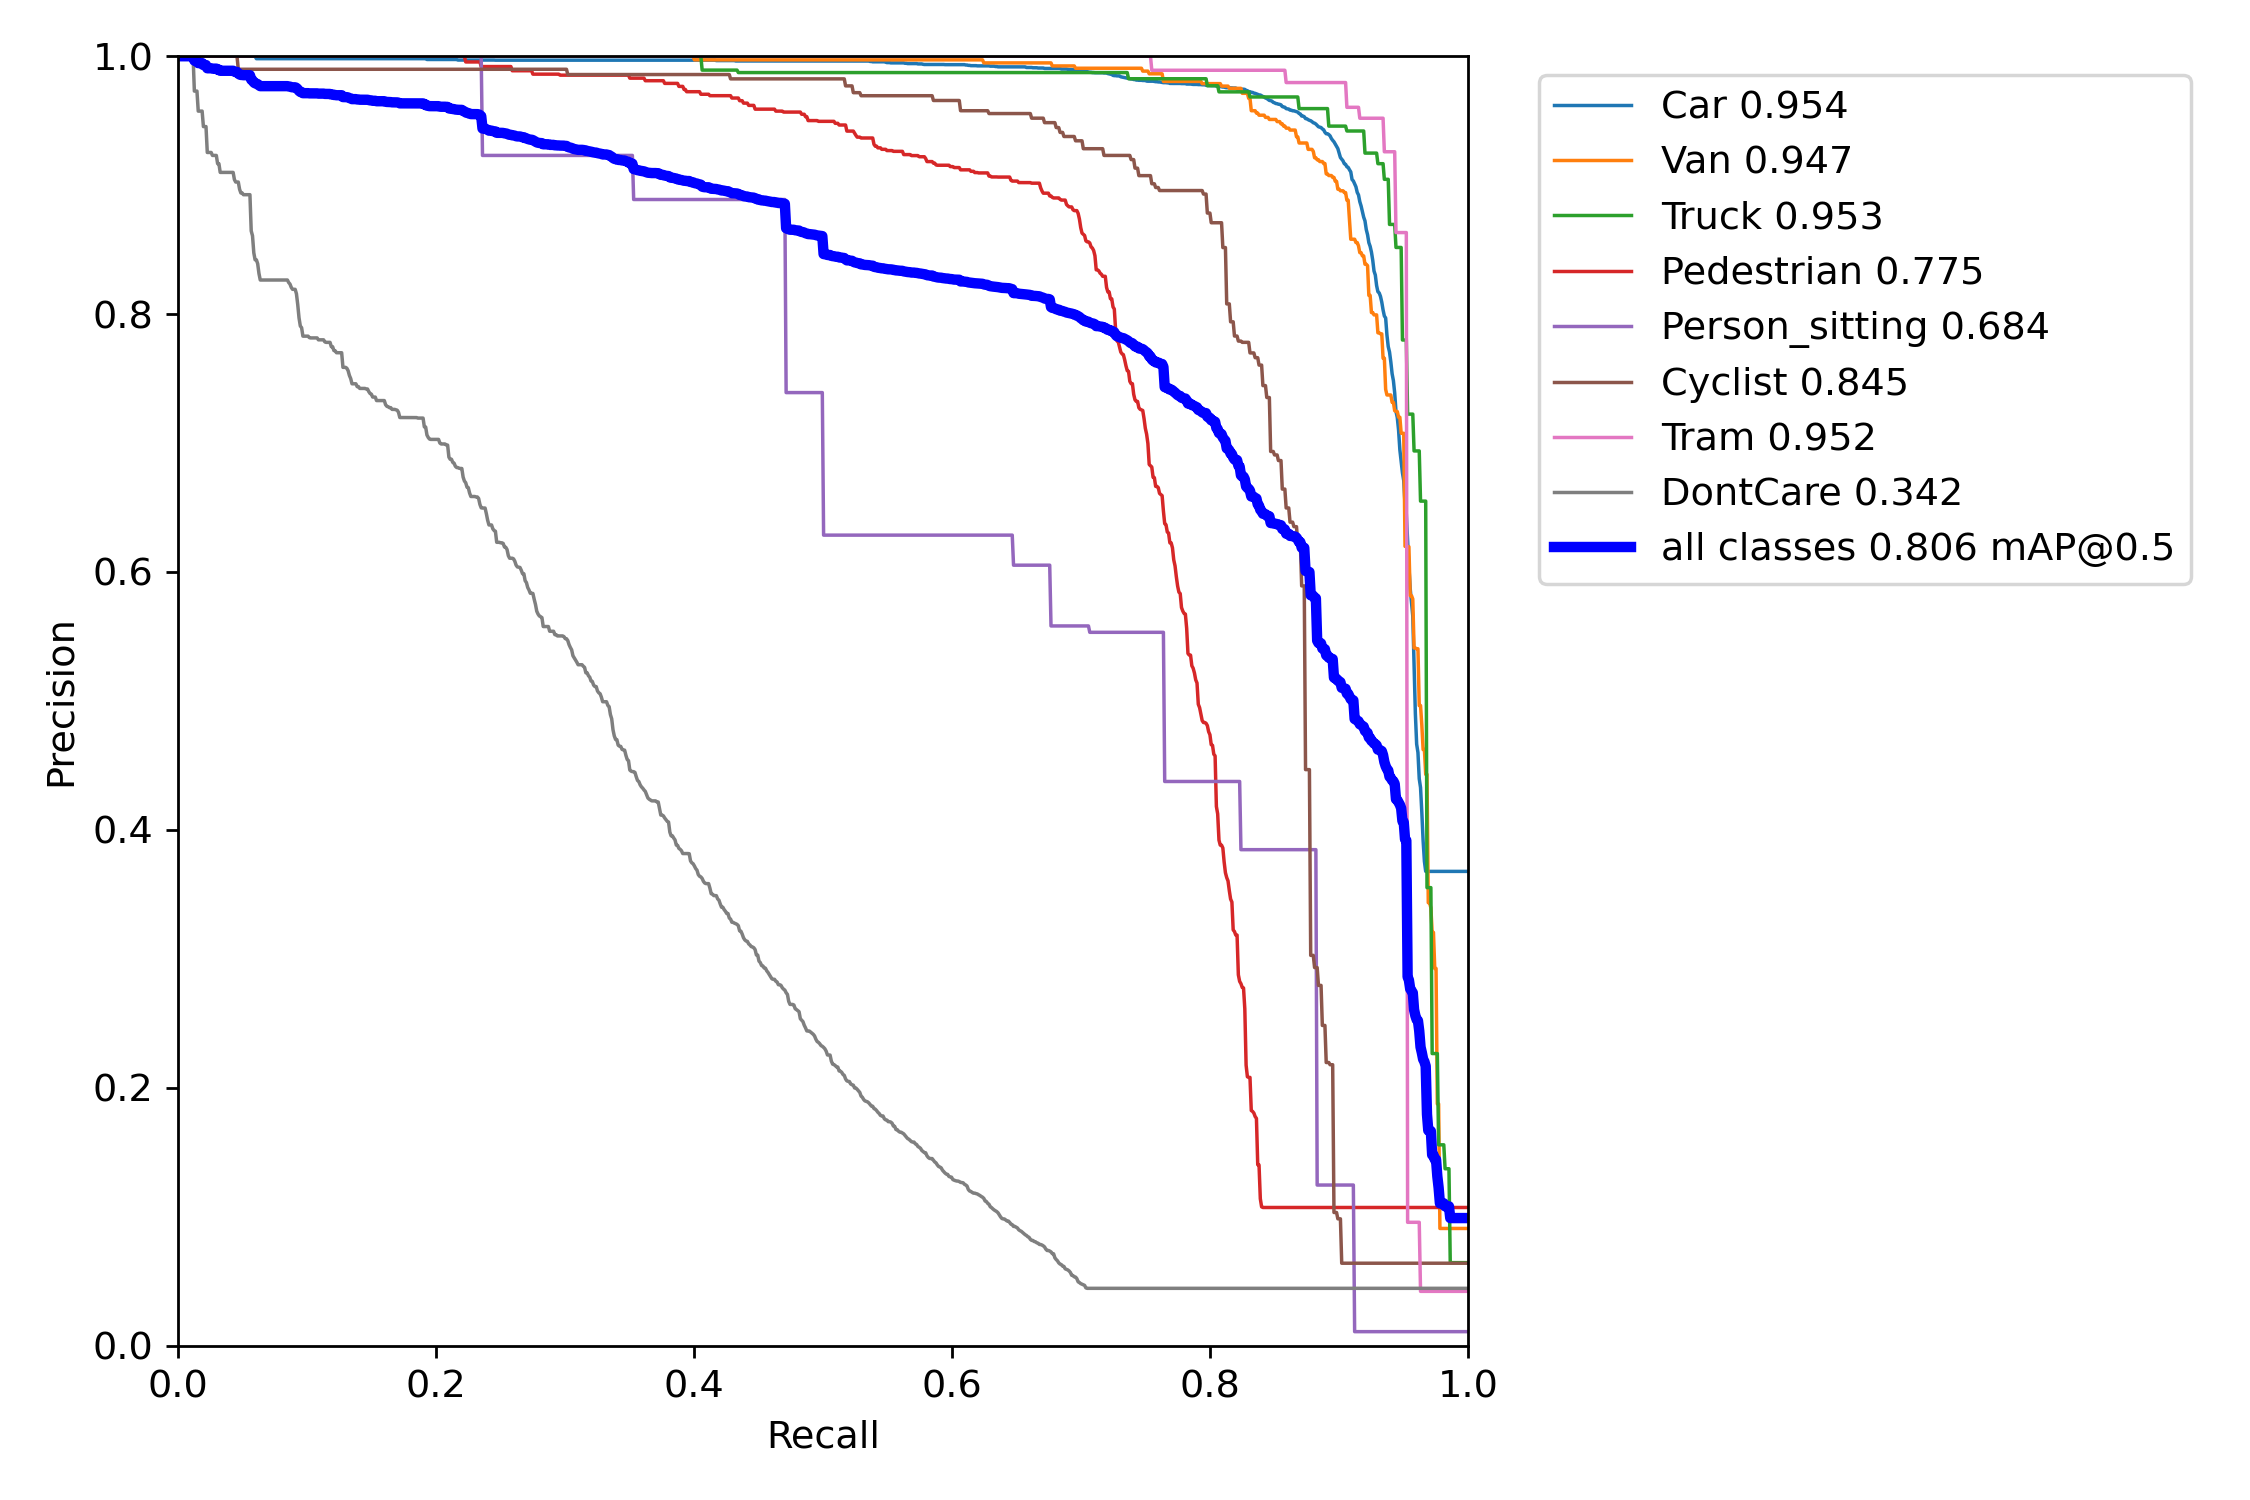 1.0
0.8
0.6
0.4
0.2
0.0
0.0 0.2 0.4 0.6 0.8 1.0
Precision
Recall
Car 0.954
Van 0.947
Truck 0.953
Pedestrian 0.775
Person_sitting 0.684
Cyclist 0.845
Tram 0.952
DontCare 0.342
all classes 0.806 mAP@0.5